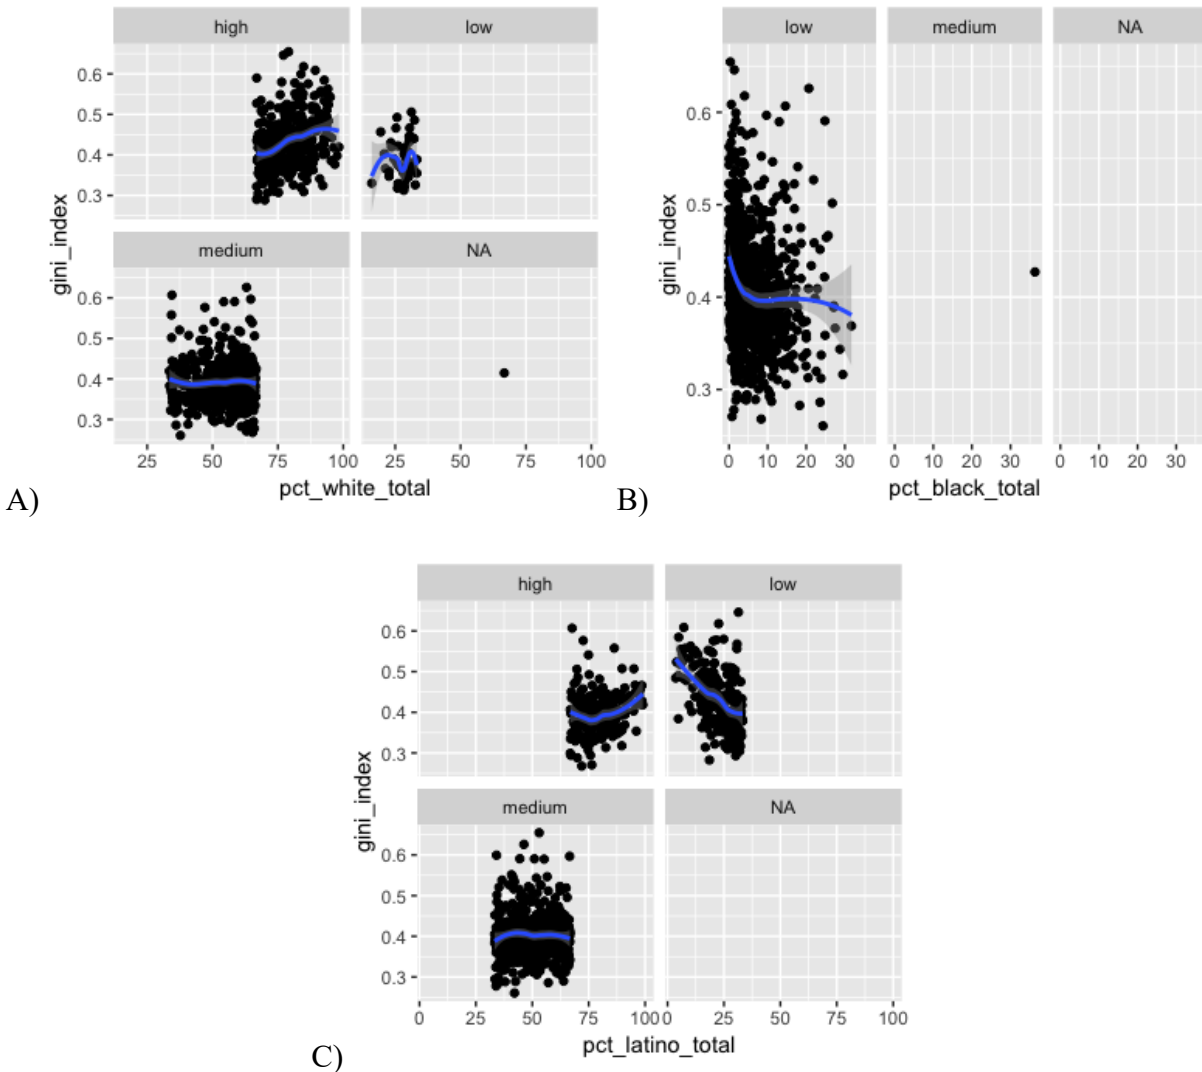 high low
0.6
0.5
0.4
0.3
medium NA
0.6
0.5
0.4
0.3
gini_index
25 50 75 100 25 50 75 100
pct_white_total
A)
low medium NA
0.6
0.5
0.4
0.3
gini_index
0 10 20 30 0 10 20 30 0 10 20 30
pct_black_total
B)
high low
0.6
0.5
0.4
0.3
medium NA
0.6
0.5
0.4
0.3
gini_index
0 25 50 75 100 0 25 50 75 100
pct_latino_total
C)